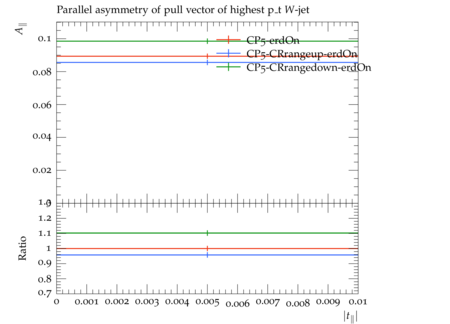 Parallel asymmetry of pull vector of highest p_t W-jet
A∥
0.1
0.08
0.06
0.04
0.02
CP5-erdOn
CP5-CRrangeup-erdOn
CP5-CRrangedown-erdOn
Ratio
1.2
1.1
1
0.9
0.8
0.7
0 0.001 0.002 0.003 0.004 0.005 0.006 0.007 0.008 0.009 0.01
|t∥|